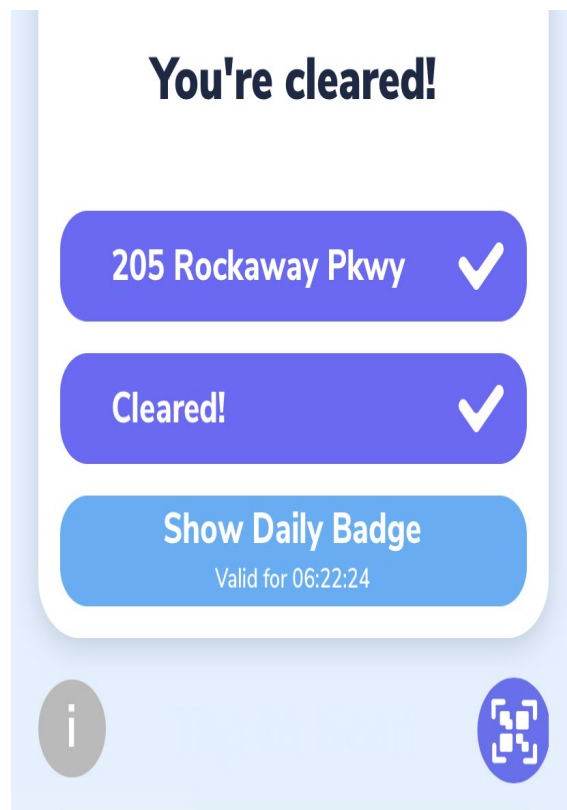 You're cleared!
205 Rockaway Pkwy
Cleared!
Show Daily Badge
Valid for 06:22:24
i